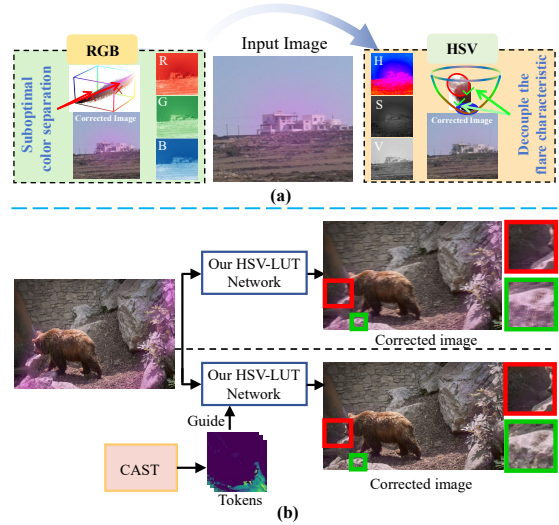 RGB
Input Image
HSV
Suboptimal
color separation
Corrected Image
R
G
B
H
S
V
Corrected Image
Decouple the
flare characteristic
(a)
Our HSV-LUT
Network
Corrected image
Our HSV-LUT
Network
Guide
CAST
Tokens
Corrected image
(b)